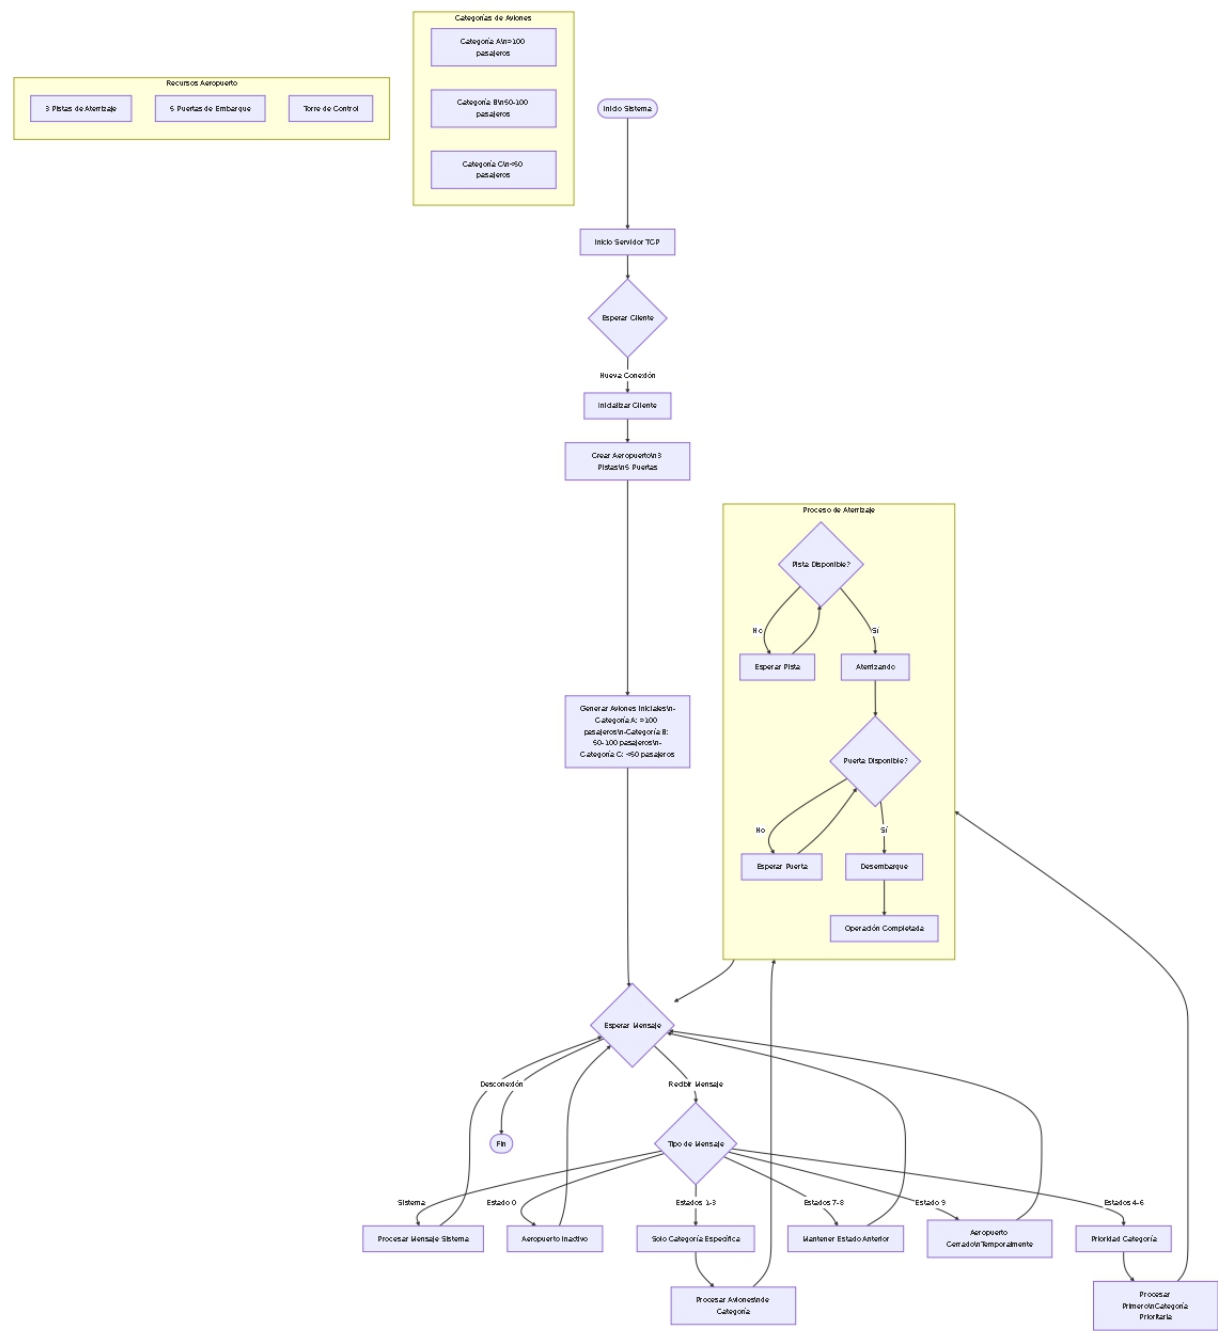 Categorías de Aviones
Categoría A\n>100
pasajeros
Categoría B\n50-100
pasajeros
Categoría C\n<50
pasajeros
Recursos Aeropuerto
3 Pistas de Aterrizaje
5 Puertas de Embarque
Torre de Control
Inicio Sistema
Inicio Servidor TCP
Esperar Cliente
Nueva Conexión
Inicializar Cliente
Crear Aeropuerto\n3
Pistas\n5 Puertas
Generar Aviones Iniciales\n-
Categoría A: >100
pasajeros\n-Categoría B:
50-100 pasajeros\n-
Categoría C: <50 pasajeros
Proceso de Aterrizaje
Pista Disponible?
No
Sí
Esperar Pista
Aterrizando
Puerta Disponible?
No
Sí
Esperar Puerta
Desembarque
Operación Completada
Esperar Mensaje
Desconexión
Recibir Mensaje
Fin
Tipo de Mensaje
Sistema
Estado 0
Estados 1-3
Estados 7-8
Estado 9
Estados 4-6
Procesar Mensaje Sistema
Aeropuerto Inactivo
Solo Categoría Específica
Mantener Estado Anterior
Aeropuerto
Cerrado\nTemporalmente
Prioridad Categoría
Procesar Aviones\nde
Categoría
Procesar
Primero\nCategoría
Prioritaria